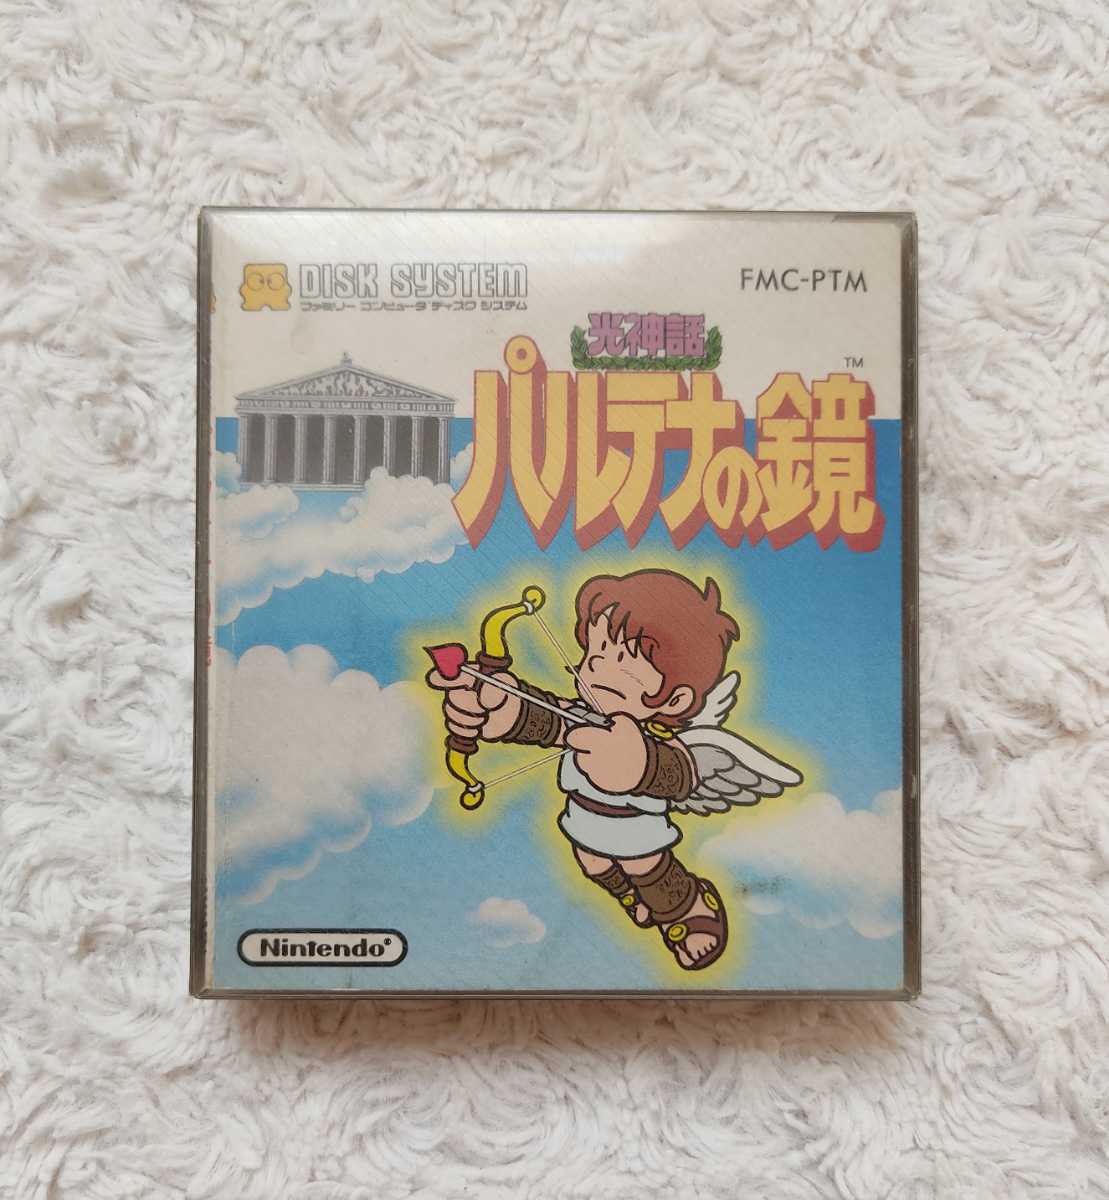 DISK SYSTEM
ファミリー コンピュータ ディスク システム
FMC-PTM
光神話
パルテナの鏡
TM
Nintendo®